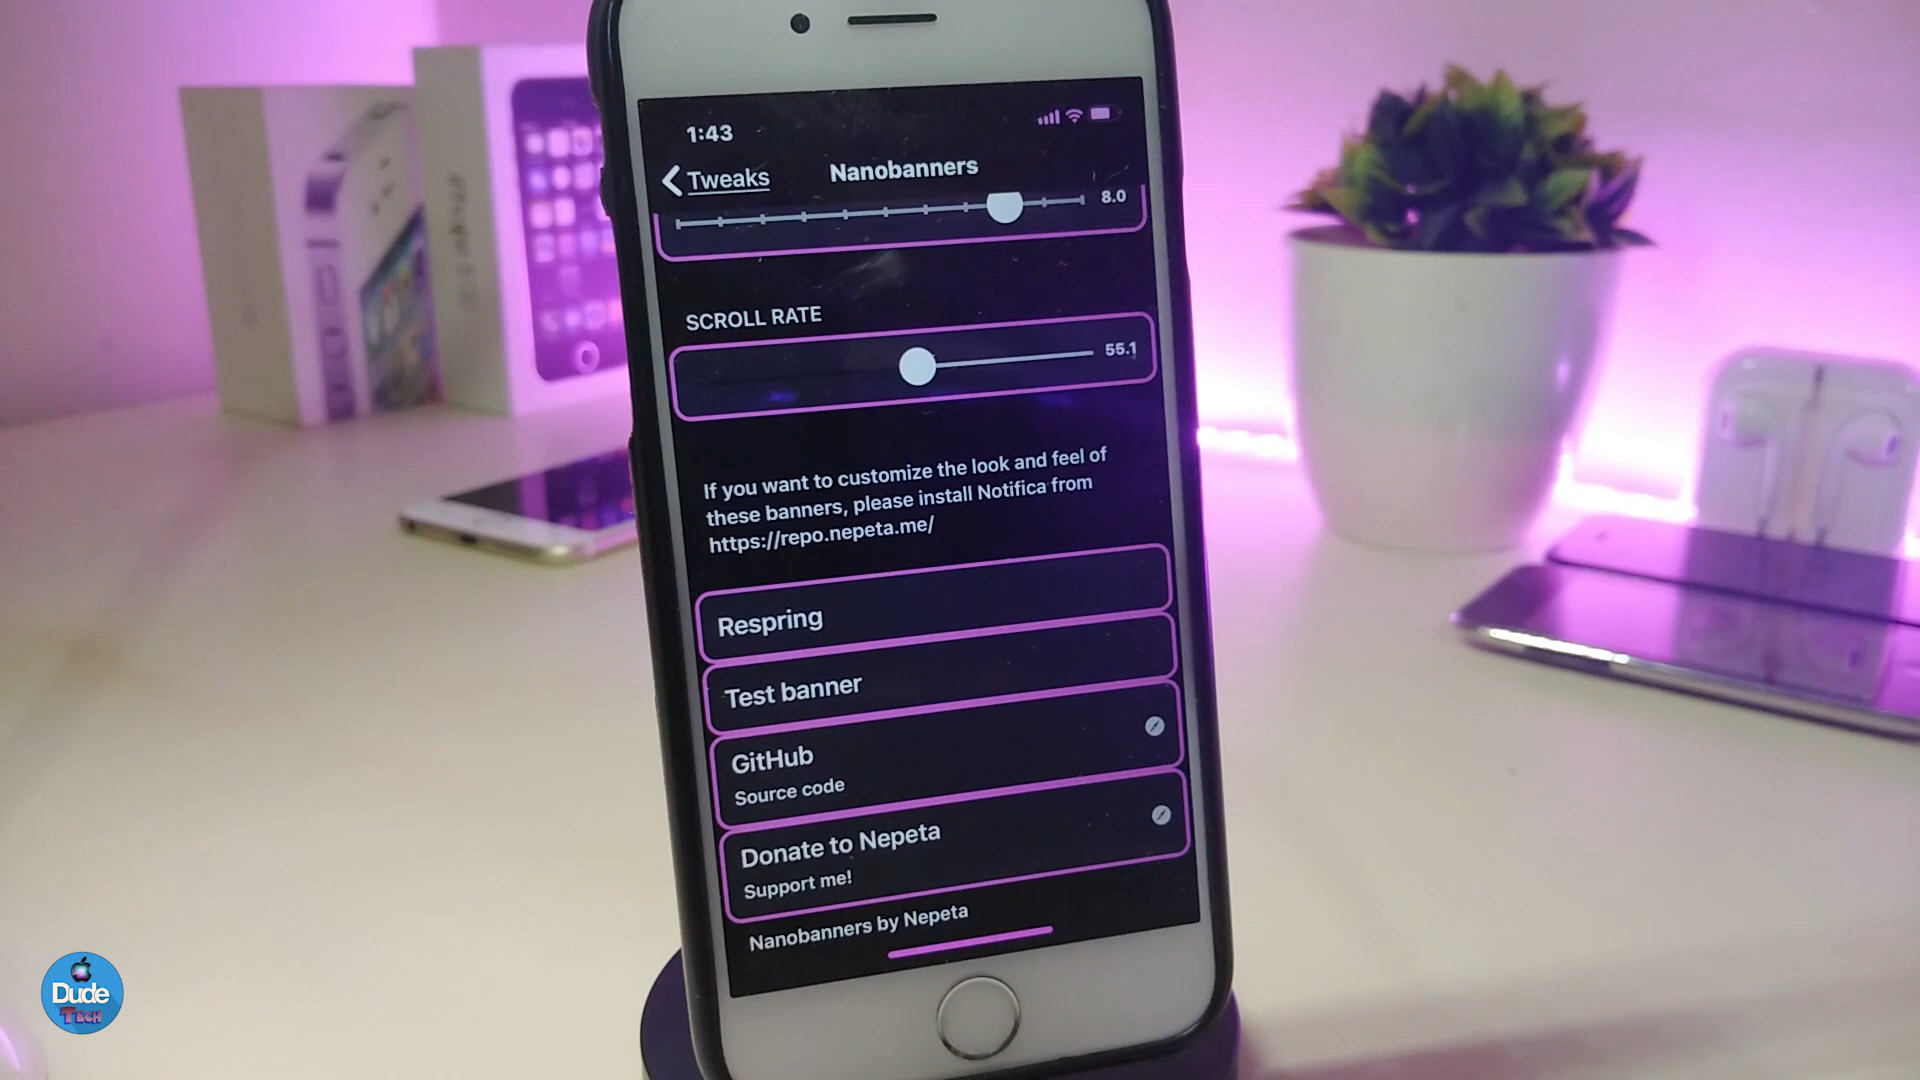 1:43
Tweaks
Nanobanners
8.0
SCROLL RATE
55.1
If you want to customize the look and feel of
these banners, please install Notifica from
https://repo.nepeta.me/
Respring
Test banner
GitHub
Source code
Donate to Nepeta
Support me!
Nanobanners by Nepeta
Dude
TECH